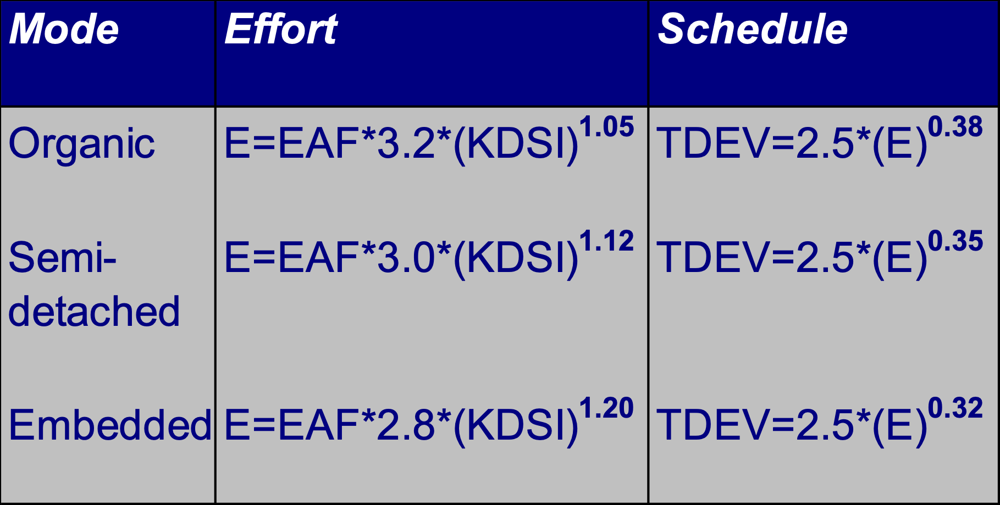 Mode Effort Schedule
Organic E=EAF*3.2*(KDSI)^1.05 TDEV=2.5*(E)^0.38
Semi- E=EAF*3.0*(KDSI)^1.12 TDEV=2.5*(E)^0.35
detached
Embedded E=EAF*2.8*(KDSI)^1.20 TDEV=2.5*(E)^0.32